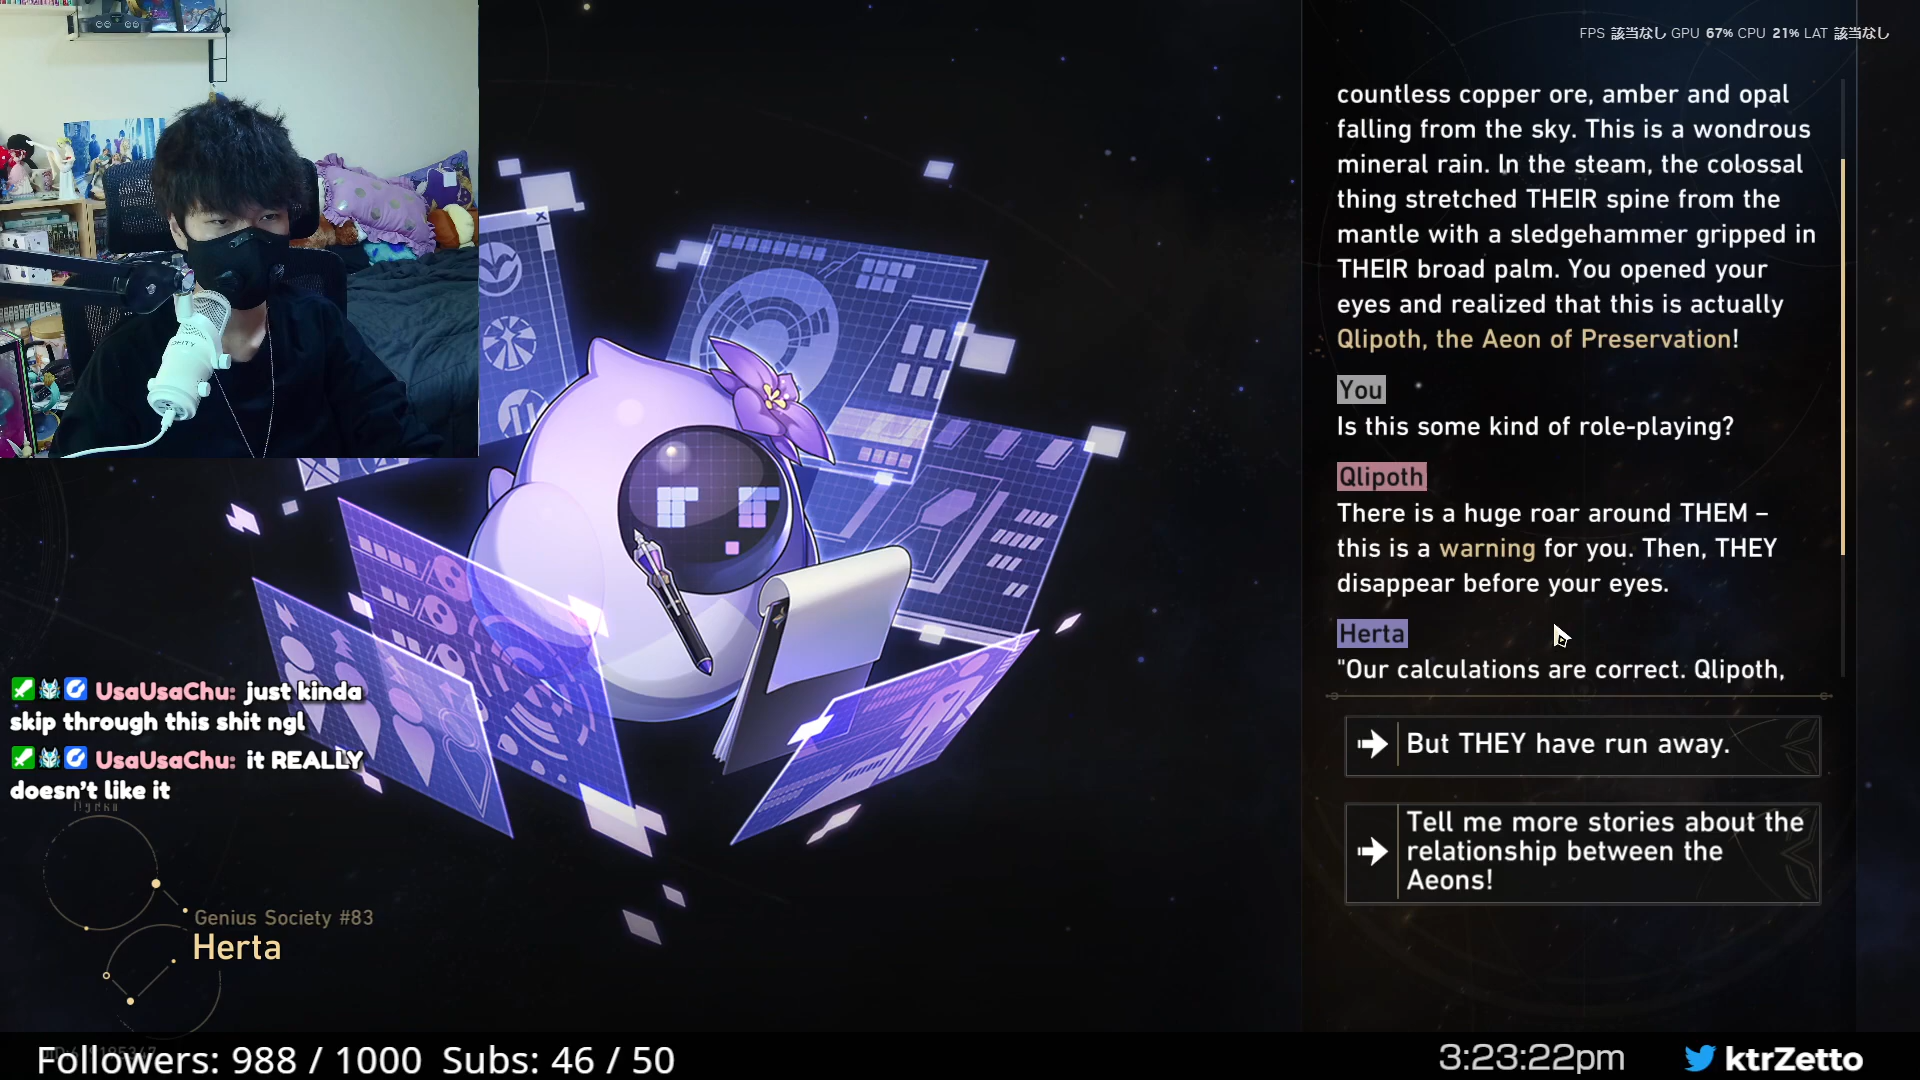 FPS 該当なし GPU 67% CPU 21% LAT 該当なし
countless copper ore, amber and opal
falling from the sky. This is a wondrous
mineral rain. In the steam, the colossal
thing stretched THEIR spine from the
mantle with a sledgehammer gripped in
THEIR broad palm. You opened your
eyes and realized that this is actually
Qlipoth, the Aeon of Preservation!
You
Is this some kind of role-playing?
Qlipoth
There is a huge roar around THEM –
this is a warning for you. Then, THEY
disappear before your eyes.
Herta
"Our calculations are correct. Qlipoth,
But THEY have run away.
Tell me more stories about the
relationship between the
Aeons!
UsaUsaChu: just kinda
skip through this shit ngl
UsaUsaChu: it REALLY
doesn't like it
Genius Society #83
Herta
Followers: 988 / 1000 Subs: 46 / 50
3:23:22pm
ktrZetto